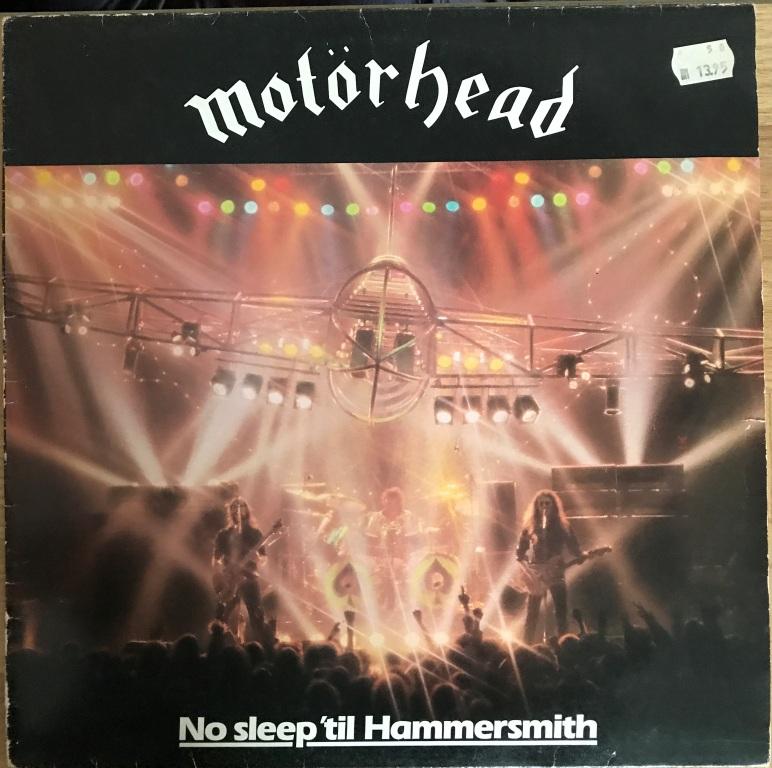 motörhead
13.95
No sleep 'til Hammersmith